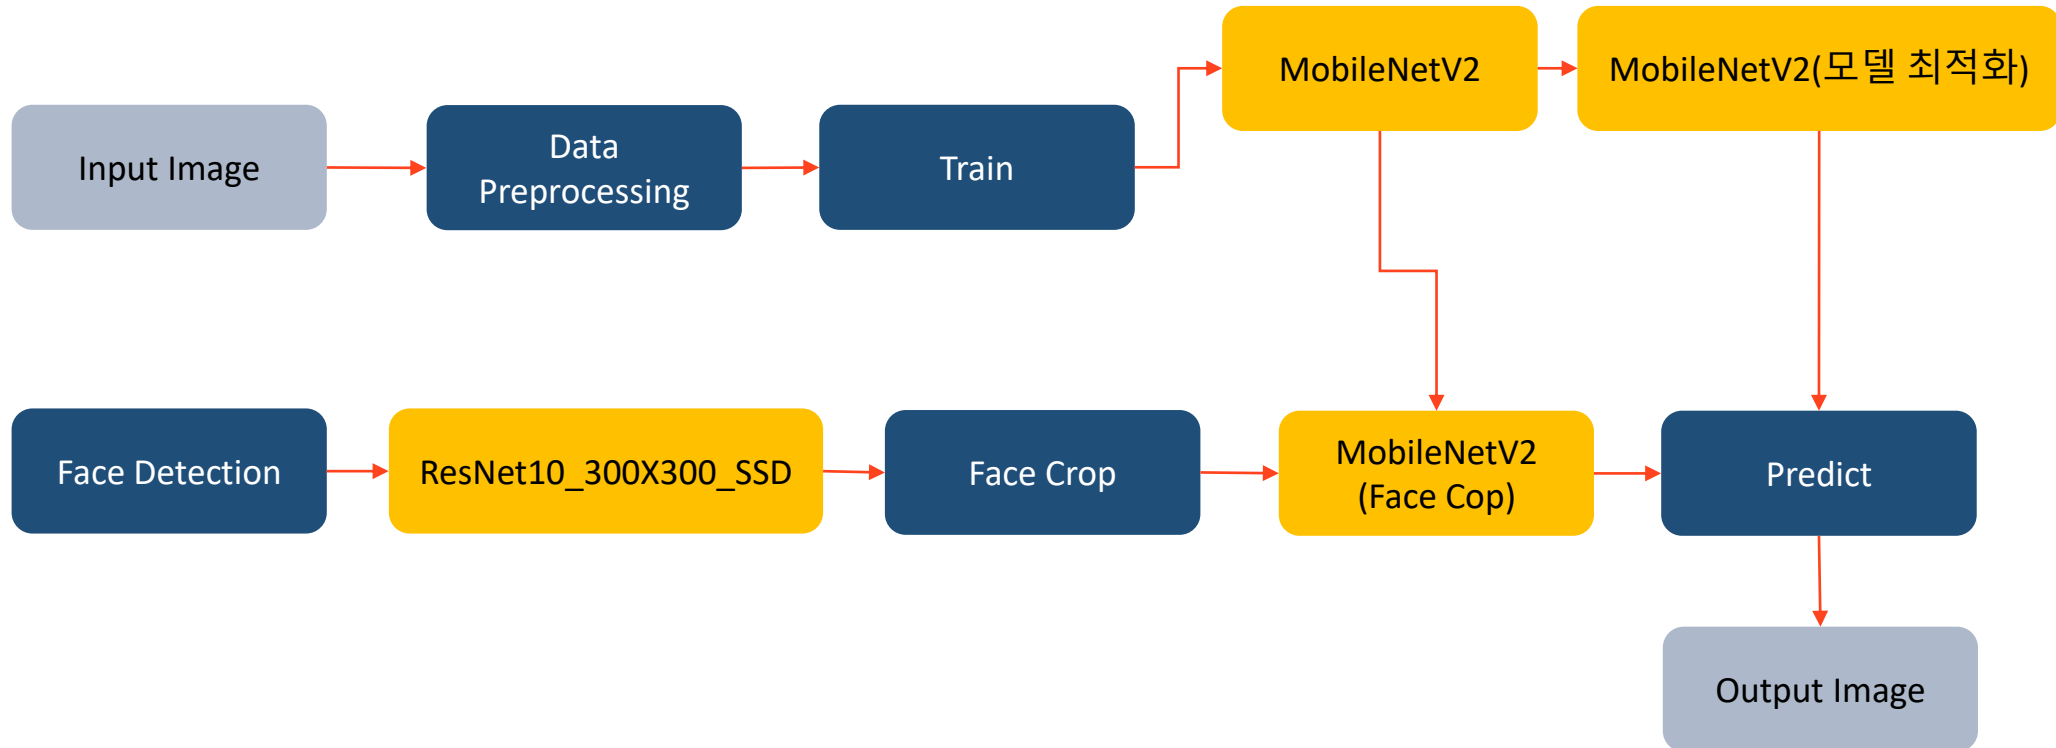 MobileNetV2
MobileNetV2(모델 최적화)
Input Image
Data
Preprocessing
Train
Face Detection
ResNet10_300X300_SSD
Face Crop
MobileNetV2
(Face Cop)
Predict
Output Image